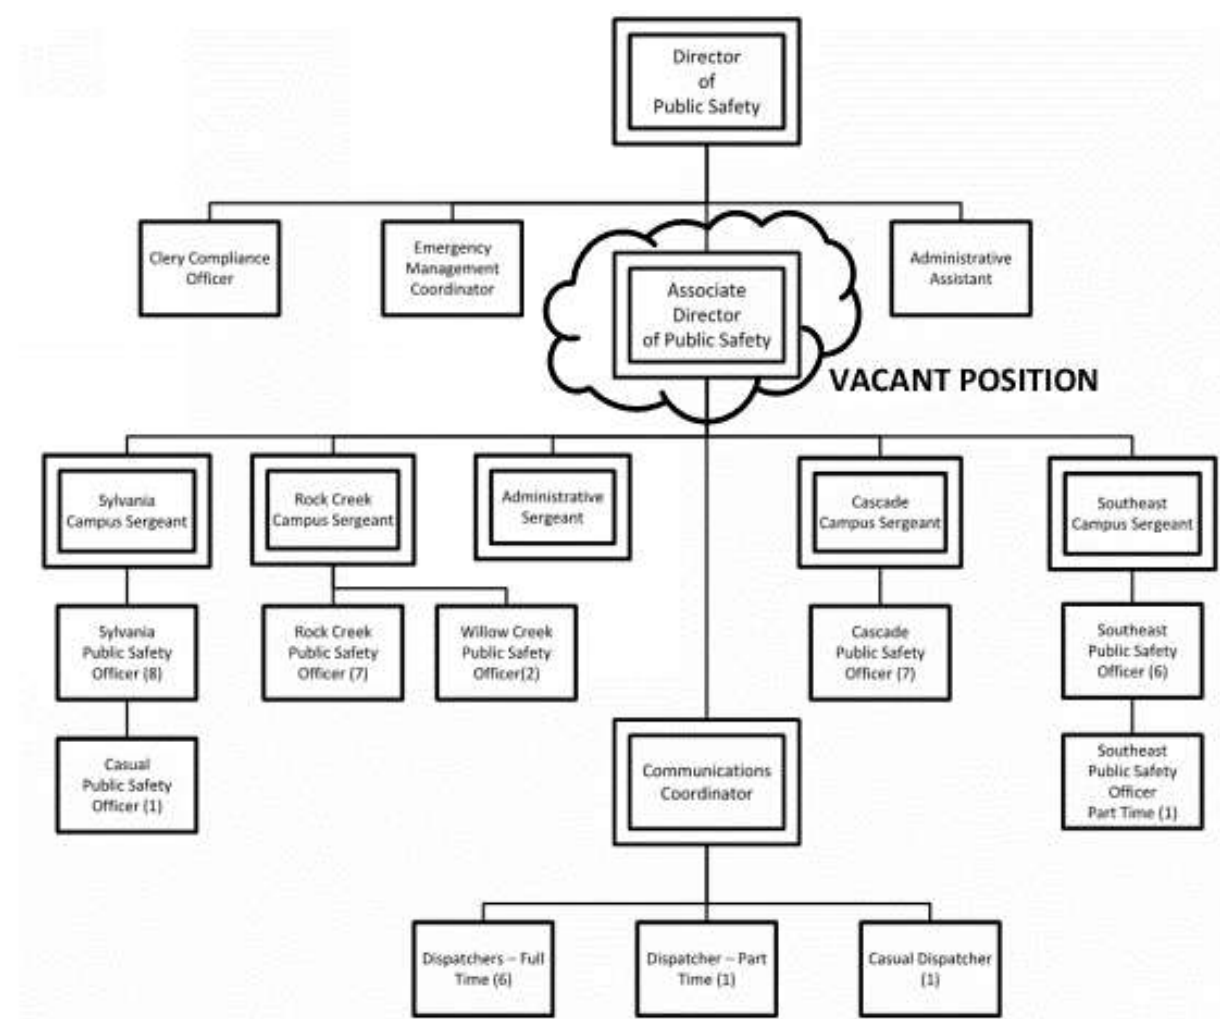 Director
of
Public Safety
Clery Compliance
Officer
Emergency
Management
Coordinator
Associate
Director
of Public Safety
Administrative
Assistant
VACANT POSITION
Sylvania
Campus Sergeant
Rock Creek
Campus Sergeant
Administrative
Sergeant
Cascade
Campus Sergeant
Southeast
Campus Sergeant
Sylvania
Public Safety
Officer (8)
Rock Creek
Public Safety
Officer (7)
Willow Creek
Public Safety
Officer(2)
Cascade
Public Safety
Officer (7)
Southeast
Public Safety
Officer (6)
Casual
Public Safety
Officer (1)
Communications
Coordinator
Southeast
Public Safety
Officer
Part Time (1)
Dispatchers – Full
Time (6)
Dispatcher – Part
Time (1)
Casual Dispatcher
(1)